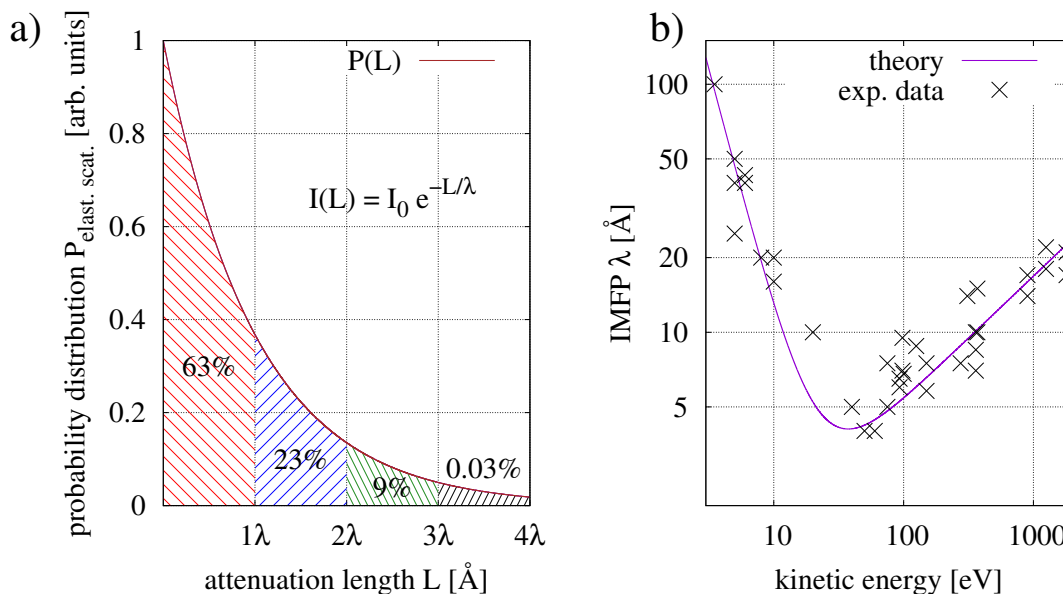 a)
probability distribution P_elast. scat. [arb. units]
1
0.8
0.6
0.4
0.2
0
P(L)
I(L) = I_0 e^{-L/λ}
63%
23%
9%
0.03%
1λ
2λ
3λ
4λ
attenuation length L [Å]
b)
IMFP λ [Å]
100
50
20
10
5
theory
exp. data
10
100
1000
kinetic energy [eV]